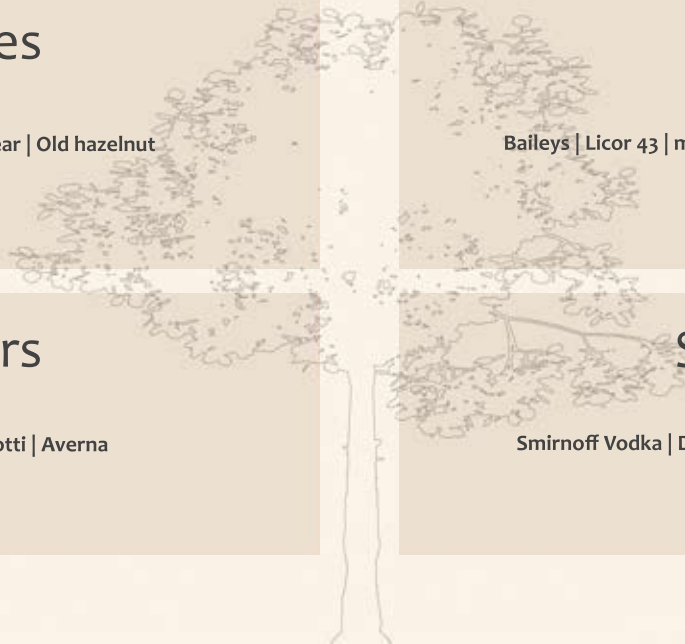 es
ear | Old hazelnut
Baileys | Licor 43 | m
rs
S
otti | Averna
Smirnoff Vodka | D